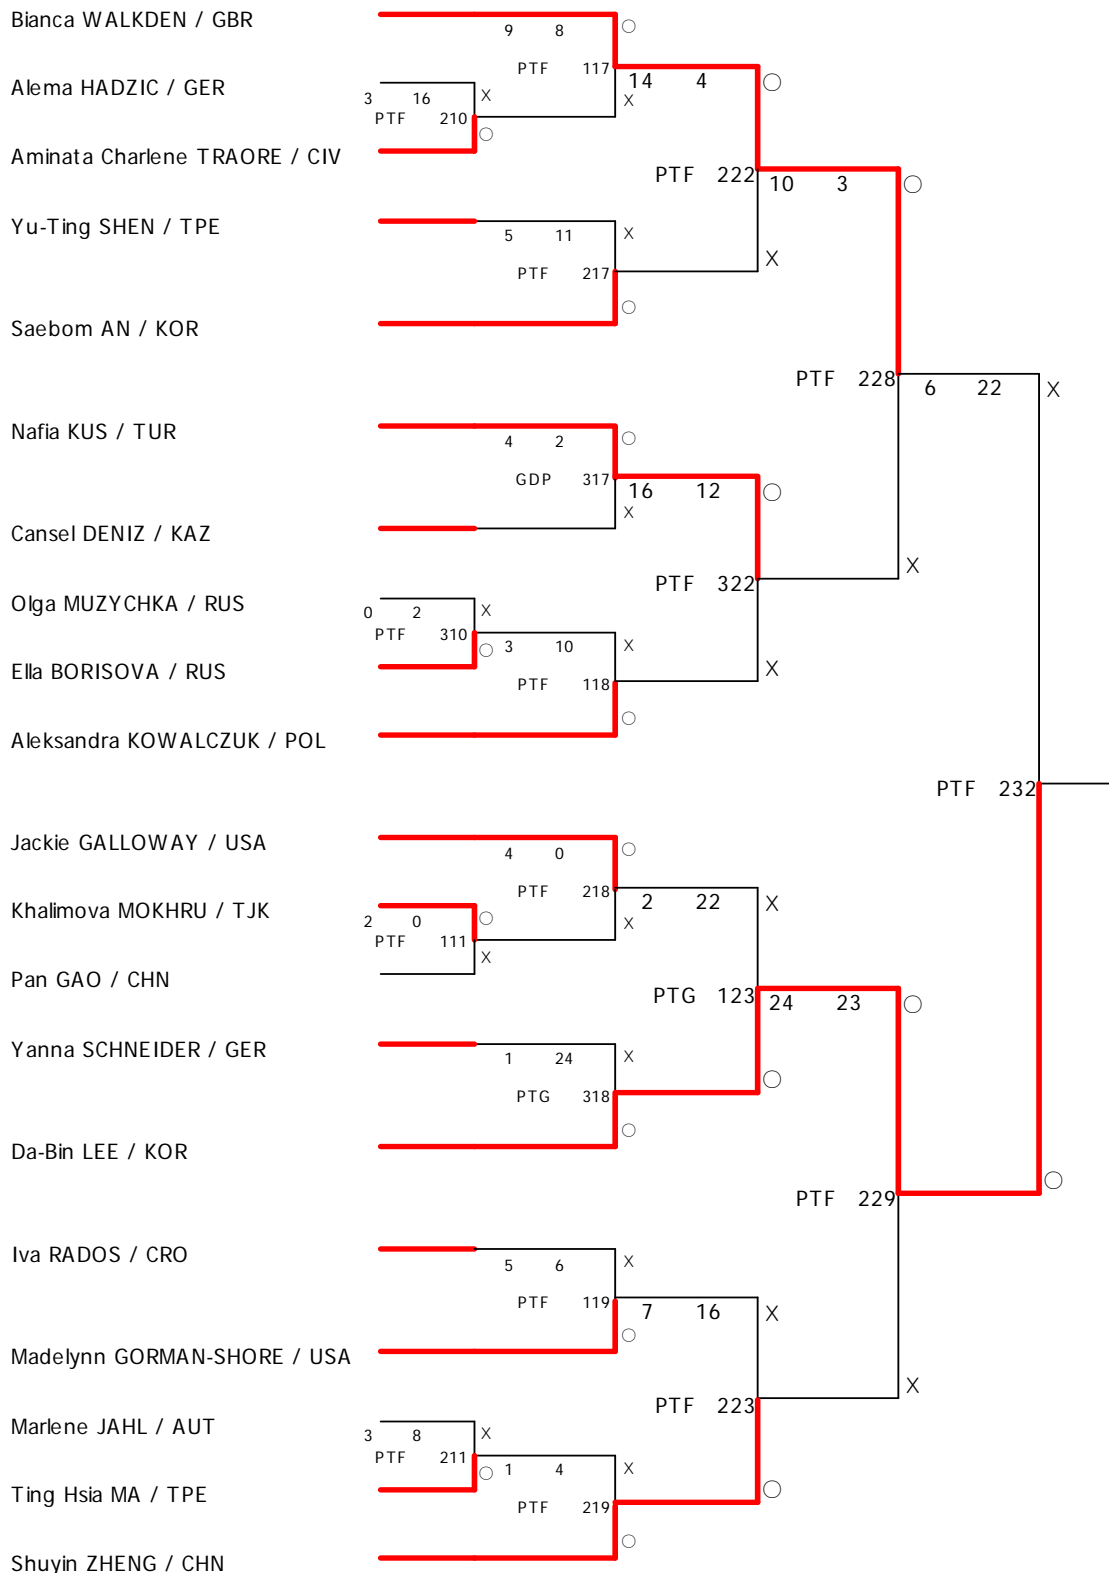 Bianca WALKDEN / GBR
9 8
PTF 117
14 4
Alema HADZIC / GER
3 16
X
X
PTF 210
Aminata Charlene TRAORE / CIV
PTF 222
10 3
Yu-Ting SHEN / TPE
5 11
X
X
PTF 217
Saebom AN / KOR
PTF 228
6 22
X
Nafia KUS / TUR
4 2
GDP 317
16 12
X
Cansel DENIZ / KAZ
X
PTF 322
Olga MUZYCHKA / RUS
0 2
X
PTF 310
3 10
X
Ella BORISOVA / RUS
X
PTF 118
Aleksandra KOWALCZUK / POL
PTF 232
Jackie GALLOWAY / USA
4 0
PTF 218
2 22
X
Khalimova MOKHRU / TJK
2 0
X
PTF 111
X
Pan GAO / CHN
PTG 123
24 23
Yanna SCHNEIDER / GER
1 24
X
PTG 318
Da-Bin LEE / KOR
PTF 229
Iva RADOS / CRO
5 6
X
PTF 119
7 16
X
Madelynn GORMAN-SHORE / USA
X
PTF 223
Marlene JAHL / AUT
3 8
X
PTF 211
1 4
X
Ting Hsia MA / TPE
PTF 219
Shuyin ZHENG / CHN